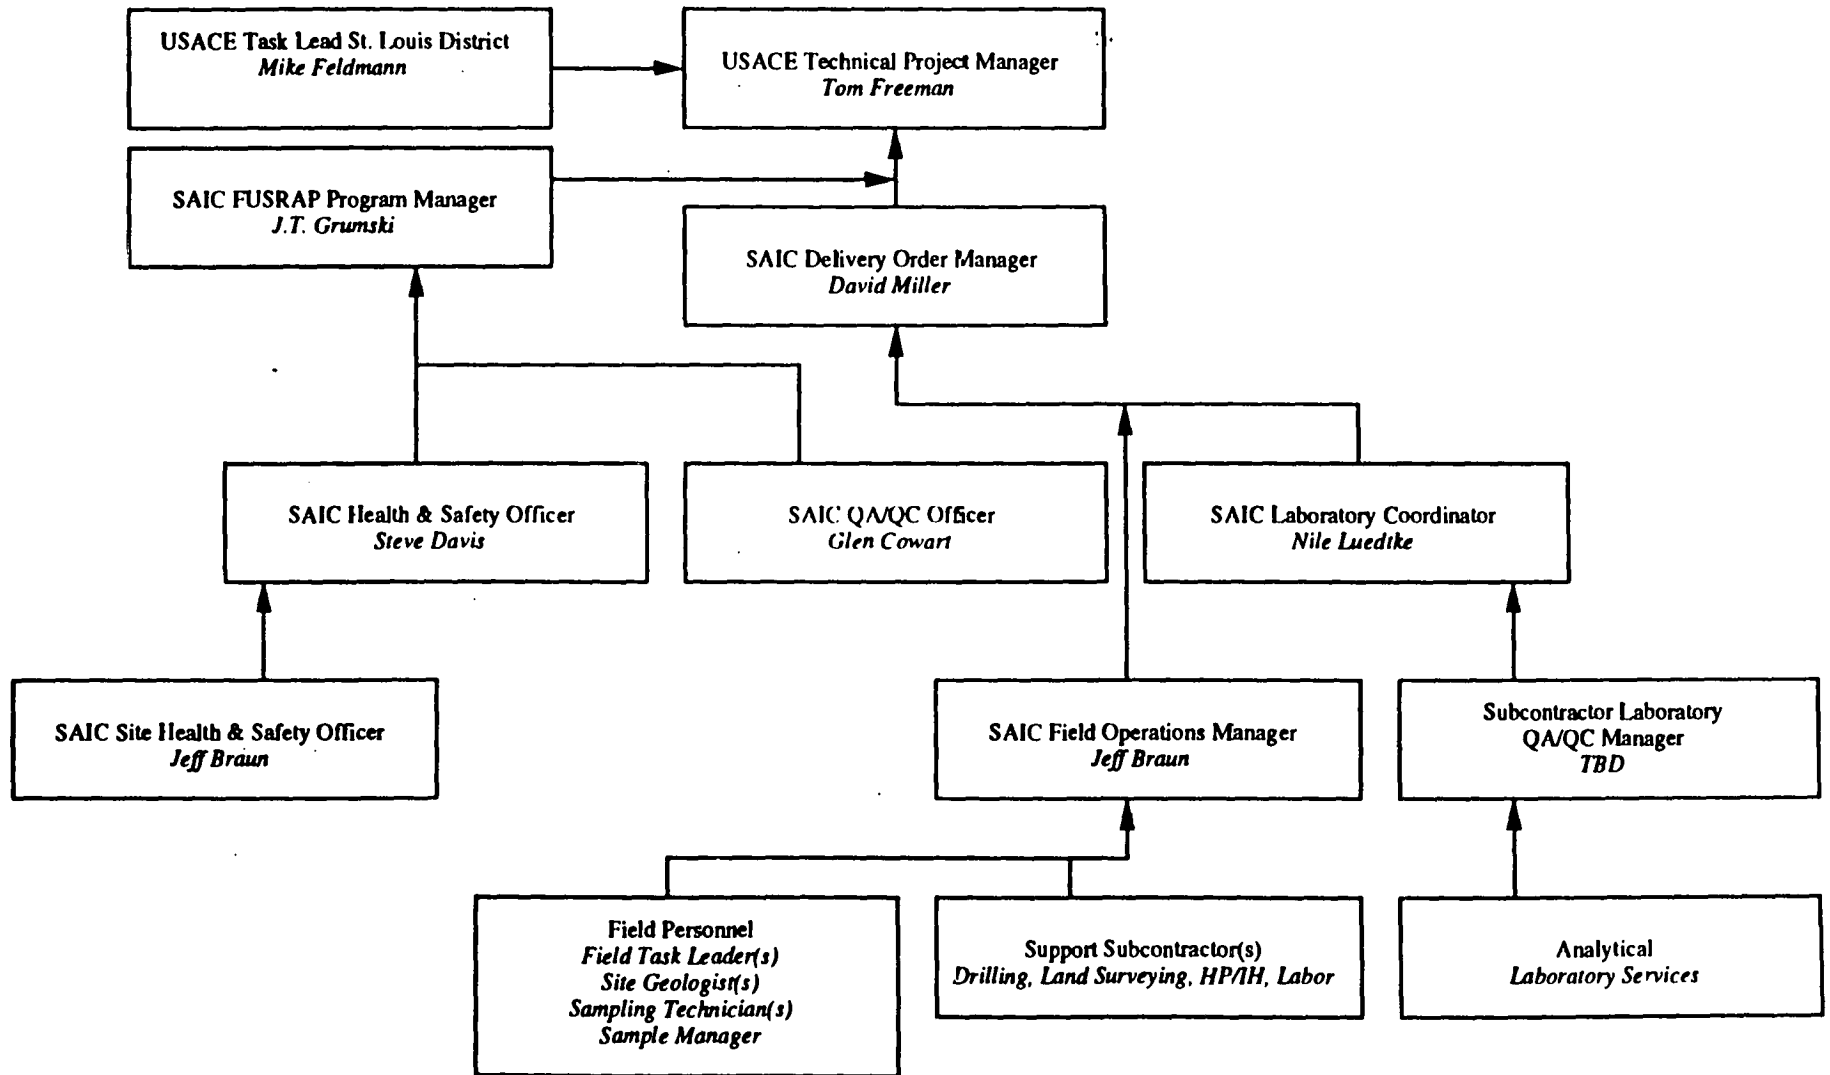 USACE Task Lead St. Louis District
Mike Feldmann
USACE Technical Project Manager
Tom Freeman
SAIC FUSRAP Program Manager
J.T. Grumski
SAIC Delivery Order Manager
David Miller
SAIC Health & Safety Officer
Steve Davis
SAIC QA/QC Officer
Glen Cowart
SAIC Laboratory Coordinator
Nile Luedtke
SAIC Site Health & Safety Officer
Jeff Braun
SAIC Field Operations Manager
Jeff Braun
Subcontractor Laboratory
QA/QC Manager
TBD
Field Personnel
Field Task Leader(s)
Site Geologist(s)
Sampling Technician(s)
Sample Manager
Support Subcontractor(s)
Drilling, Land Surveying, HP/IH, Labor
Analytical
Laboratory Services